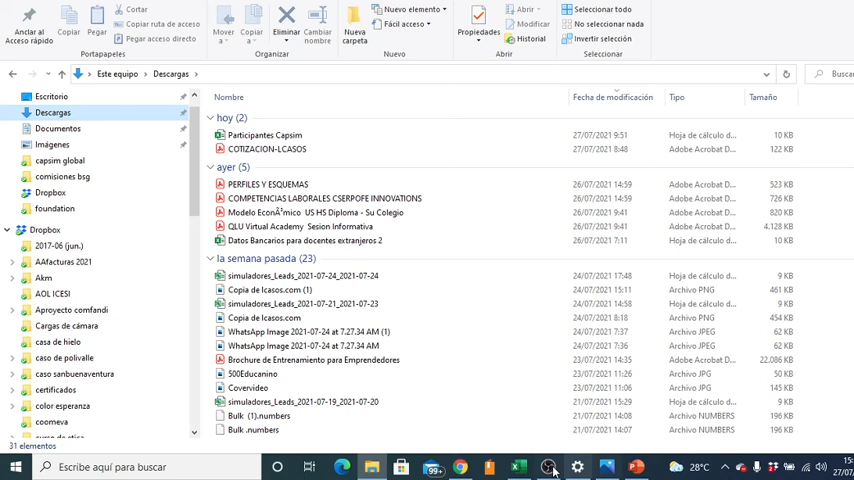 Anclar al
Acceso rápido
Copiar
Pegar
Cortar
Copiar ruta de acceso
Pegar acceso directo
Portapapeles
Mover
a
Copiar
a
Eliminar
Cambiar
nombre
Organizar
Nueva
carpeta
Nuevo elemento
Fácil acceso
Nuevo
Propiedades
Abrir
Modificar
Historial
Abrir
Seleccionar todo
No seleccionar nada
Invertir selección
Seleccionar
Este equipo > Descargas >
Nombre Fecha de modificación Tipo Tamaño
Escritorio
Descargas
Documentos
Imágenes
capsim global
comisiones bsg
Dropbox
foundation
Dropbox
2017-06 (jun.)
AAfacturas 2021
Akm
AOL ICESI
Aproyecto comfandi
Cargas de cámara
casa de hielo
caso de polivalle
caso sanbuenaventura
certificados
color esperanza
coomeva
hoy (2)
Participantes Capsim 27/07/2021 9:51 Hoja de cálculo d... 10 KB
COTIZACION-LCASOS 27/07/2021 8:48 Adobe Acrobat D... 122 KB
ayer (5)
PERFILES Y ESQUEMAS 26/07/2021 14:59 Adobe Acrobat D... 523 KB
COMPETENCIAS LABORALES CSERPOFE INNOVATIONS 26/07/2021 14:59 Adobe Acrobat D... 726 KB
Modelo EconÃ³mico US HS Diploma - Su Colegio 26/07/2021 9:41 Adobe Acrobat D... 820 KB
QLU Virtual Academy Sesion Informativa 26/07/2021 9:41 Adobe Acrobat D... 4.128 KB
Datos Bancarios para docentes extranjeros 2 26/07/2021 7:11 Hoja de cálculo d... 10 KB
la semana pasada (23)
simuladores_Leads_2021-07-24_2021-07-24 24/07/2021 17:48 Hoja de cálculo d... 9 KB
Copia de lcasos.com (1) 24/07/2021 15:11 Archivo PNG 461 KB
simuladores_Leads_2021-07-21_2021-07-23 24/07/2021 14:58 Hoja de cálculo d... 9 KB
Copia de lcasos.com 24/07/2021 8:18 Archivo PNG 454 KB
WhatsApp Image 2021-07-24 at 7.27.34 AM (1) 24/07/2021 7:37 Archivo JPEG 62 KB
WhatsApp Image 2021-07-24 at 7.27.34 AM 24/07/2021 7:36 Archivo JPEG 62 KB
Brochure de Entrenamiento para Emprendedores 23/07/2021 14:35 Adobe Acrobat D... 22.086 KB
500Educanino 23/07/2021 11:26 Archivo JPG 50 KB
Covervideo 23/07/2021 11:06 Archivo JPG 145 KB
simuladores_Leads_2021-07-19_2021-07-20 21/07/2021 15:29 Hoja de cálculo d... 9 KB
Bulk (1).numbers 21/07/2021 14:08 Archivo NUMBERS 196 KB
Bulk .numbers 21/07/2021 14:07 Archivo NUMBERS 196 KB
31 elementos
Escribe aquí para buscar
99+
28°C